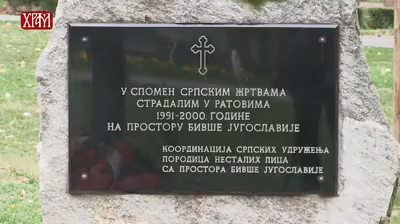 ХРАМ
У СПОМЕН СРПСКИМ ЖРТВАМА
СТРАДАЛИМ У РАТОВИМА
1991-2000. ГОДИНЕ
НА ПРОСТОРУ БИВШЕ ЈУГОСЛАВИЈЕ
КООРДИНАЦИЈА СРПСКИХ УДРУЖЕЊА
ПОРОДИЦА НЕСТАЛИХ ЛИЦА
СА ПРОСТОРА БИВШЕ ЈУГОСЛАВИЈЕ